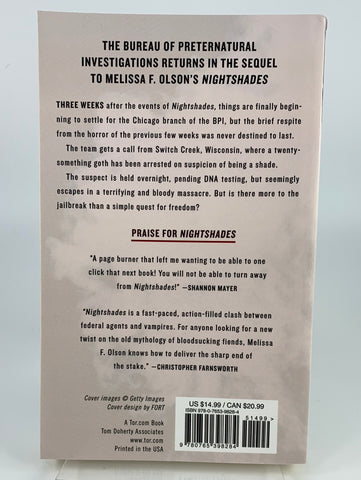 THE BUREAU OF PRETERNATURAL
INVESTIGATIONS RETURNS IN THE SEQUEL
TO MELISSA F. OLSON'S NIGHTSHADES
THREE WEEKS after the events of Nightshades, things are finally begin-
ning to settle for the Chicago branch of the BPI, but the brief respite
from the horror of the previous few weeks was never destined to last.
The team gets a call from Switch Creek, Wisconsin, where a twenty-
something goth has been arrested on suspicion of being a shade.
The suspect is held overnight, pending DNA testing, but seemingly
escapes in a terrifying and bloody massacre. But is there more to the
jailbreak than a simple quest for freedom?
PRAISE FOR NIGHTSHADES
"A page burner that left me wanting to be able to one
click that next book! You will not be able to turn away
from Nightshades!" —SHANNON MAYER
"Nightshades is a fast-paced, action-filled clash between
federal agents and vampires. For anyone looking for a
new twist on the old mythology of bloodsucking fiends, Melissa
F. Olson knows how to deliver the sharp end of
the stake." —CHRISTOPHER FARNSWORTH
Cover images © Getty Images
Cover design by FORT
A Tor.com Book
Tom Doherty Associates
www.tor.com
Printed in the USA
US $14.99 / CAN $20.99
51499>
ISBN 978-0-7653-9828-4
9 780765 398284